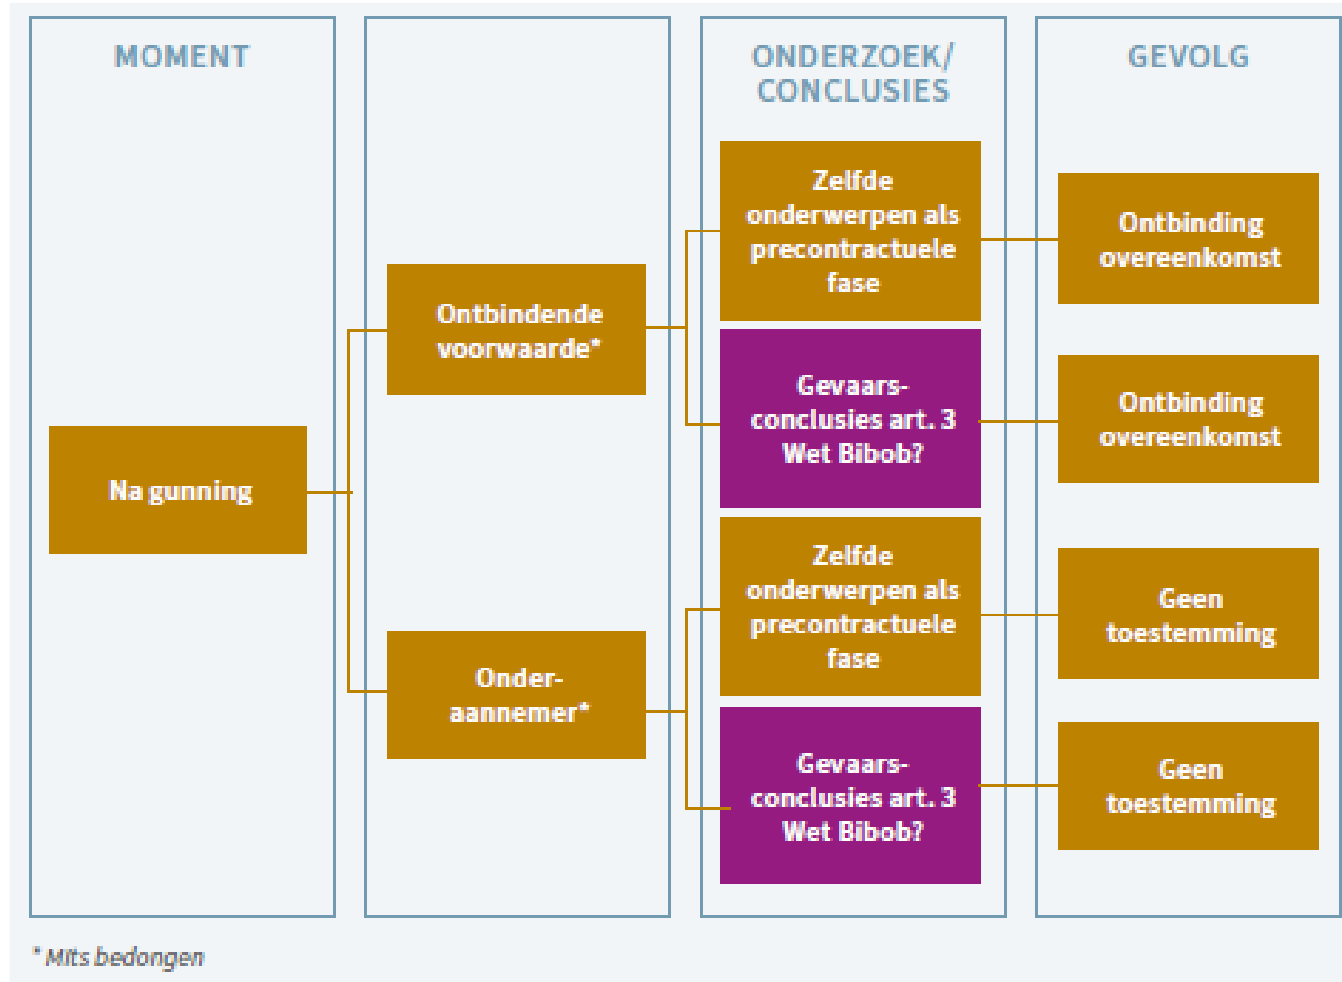 MOMENT
ONDERZOEK/
CONCLUSIES
GEVOLG
Na gunning
Ontbindende
voorwaarde*
Zelfde
onderwerpen als
precontractuele
fase
Ontbinding
overeenkomst
Gevaars-
conclusies art. 3
Wet Bibob?
Ontbinding
overeenkomst
Onder-
aannemer*
Zelfde
onderwerpen als
precontractuele
fase
Geen
toestemming
Gevaars-
conclusies art. 3
Wet Bibob?
Geen
toestemming
* Mits bedongen